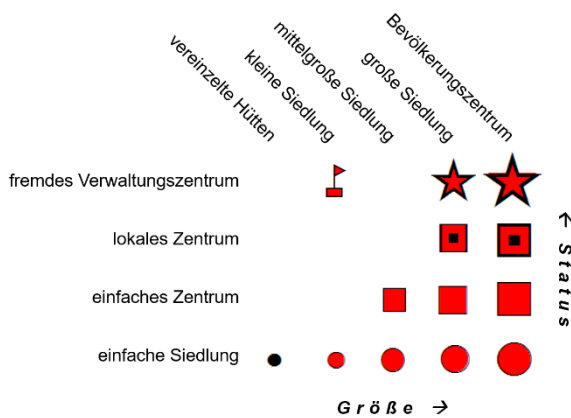 vereinzelte Hütten
kleine Siedlung
mittelgroße Siedlung
große Siedlung
Bevölkerungszentrum
fremdes Verwaltungszentrum
lokales Zentrum
einfaches Zentrum
einfache Siedlung
Größe →
← Status